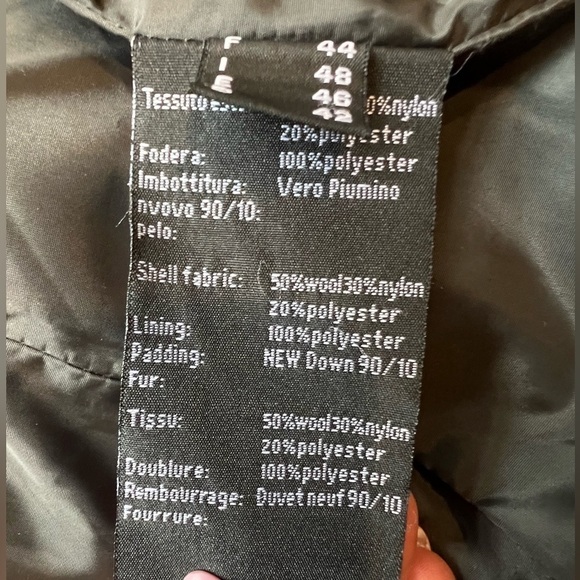 F 44
I 48
E 46
42
Tessuto 0%nylon
20%polyester
Fodera: 100%polyester
Imbottitura: Vero Piumino
nvovo 90/10:
pelo:
Shell fabric: 50%wool30%nylon
20%polyester
Lining: 100%polyester
Padding: NEW Down 90/10
Fur:
Tissu: 50%wool30%nylon
20%polyester
Doublure: 100%polyester
Rembourrage: Duvet neuf 90/10
Fourrure: